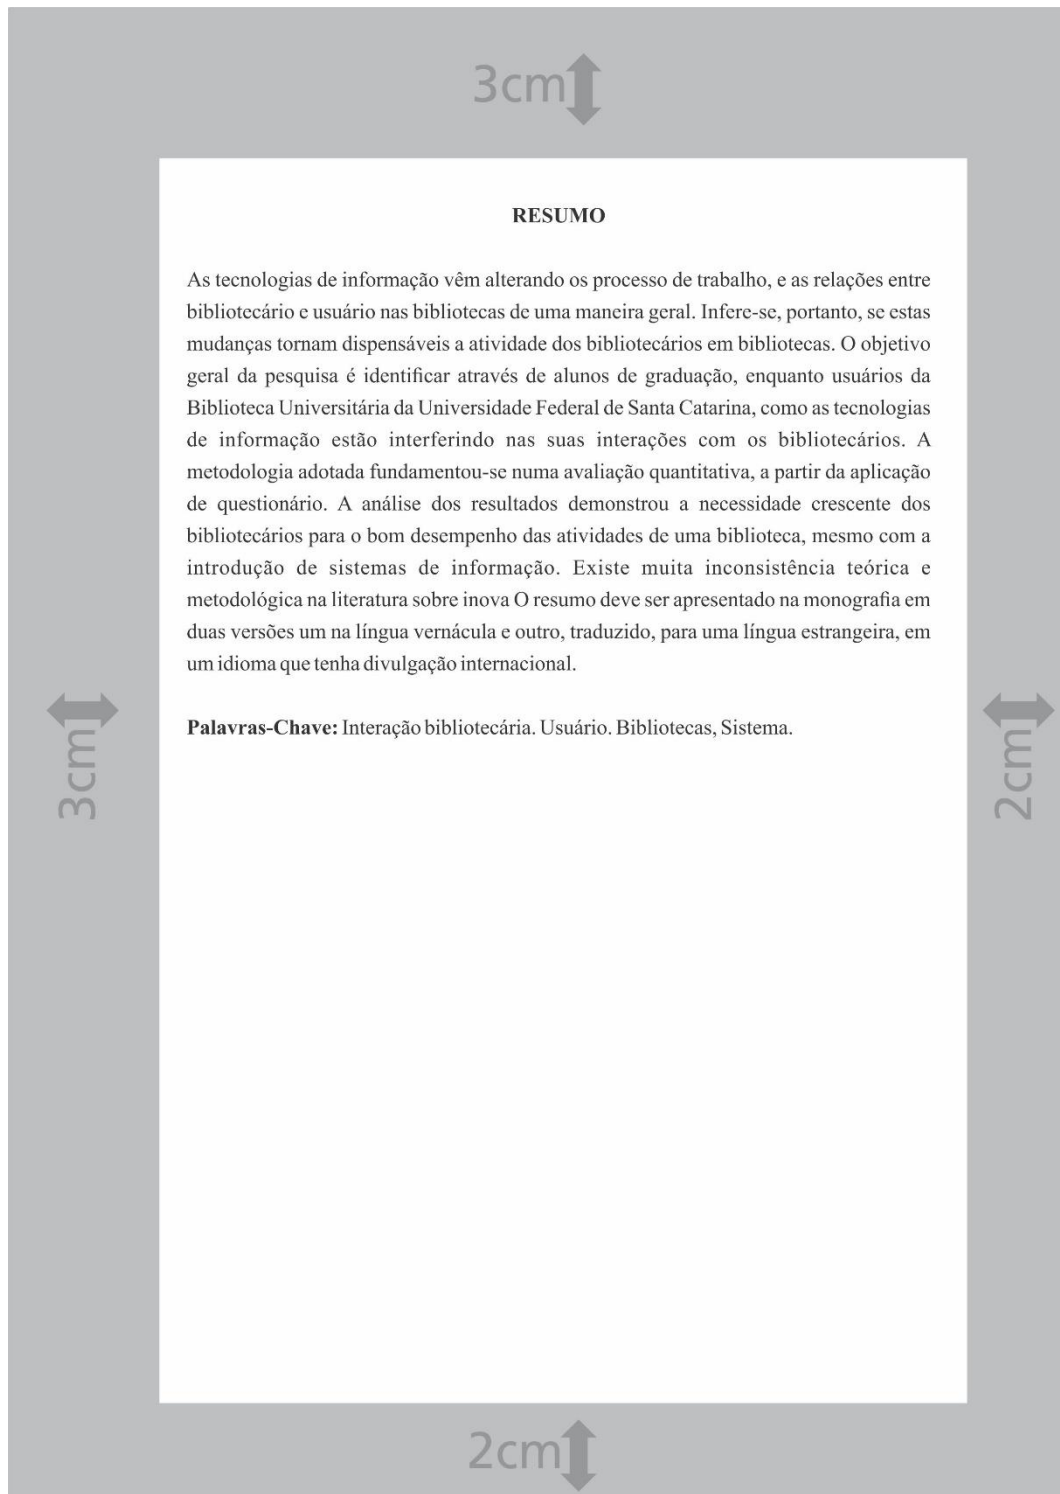 3cm
RESUMO
As tecnologias de informação vêm alterando os processo de trabalho, e as relações entre
bibliotecário e usuário nas bibliotecas de uma maneira geral. Infere-se, portanto, se estas
mudanças tornam dispensáveis a atividade dos bibliotecários em bibliotecas. O objetivo
geral da pesquisa é identificar através de alunos de graduação, enquanto usuários da
Biblioteca Universitária da Universidade Federal de Santa Catarina, como as tecnologias
de informação estão interferindo nas suas interações com os bibliotecários. A
metodologia adotada fundamentou-se numa avaliação quantitativa, a partir da aplicação
de questionário. A análise dos resultados demonstrou a necessidade crescente dos
bibliotecários para o bom desempenho das atividades de uma biblioteca, mesmo com a
introdução de sistemas de informação. Existe muita inconsistência teórica e
metodológica na literatura sobre inova O resumo deve ser apresentado na monografia em
duas versões um na língua vernácula e outro, traduzido, para uma língua estrangeira, em
um idioma que tenha divulgação internacional.
Palavras-Chave: Interação bibliotecária. Usuário. Bibliotecas, Sistema.
3cm
2cm
2cm